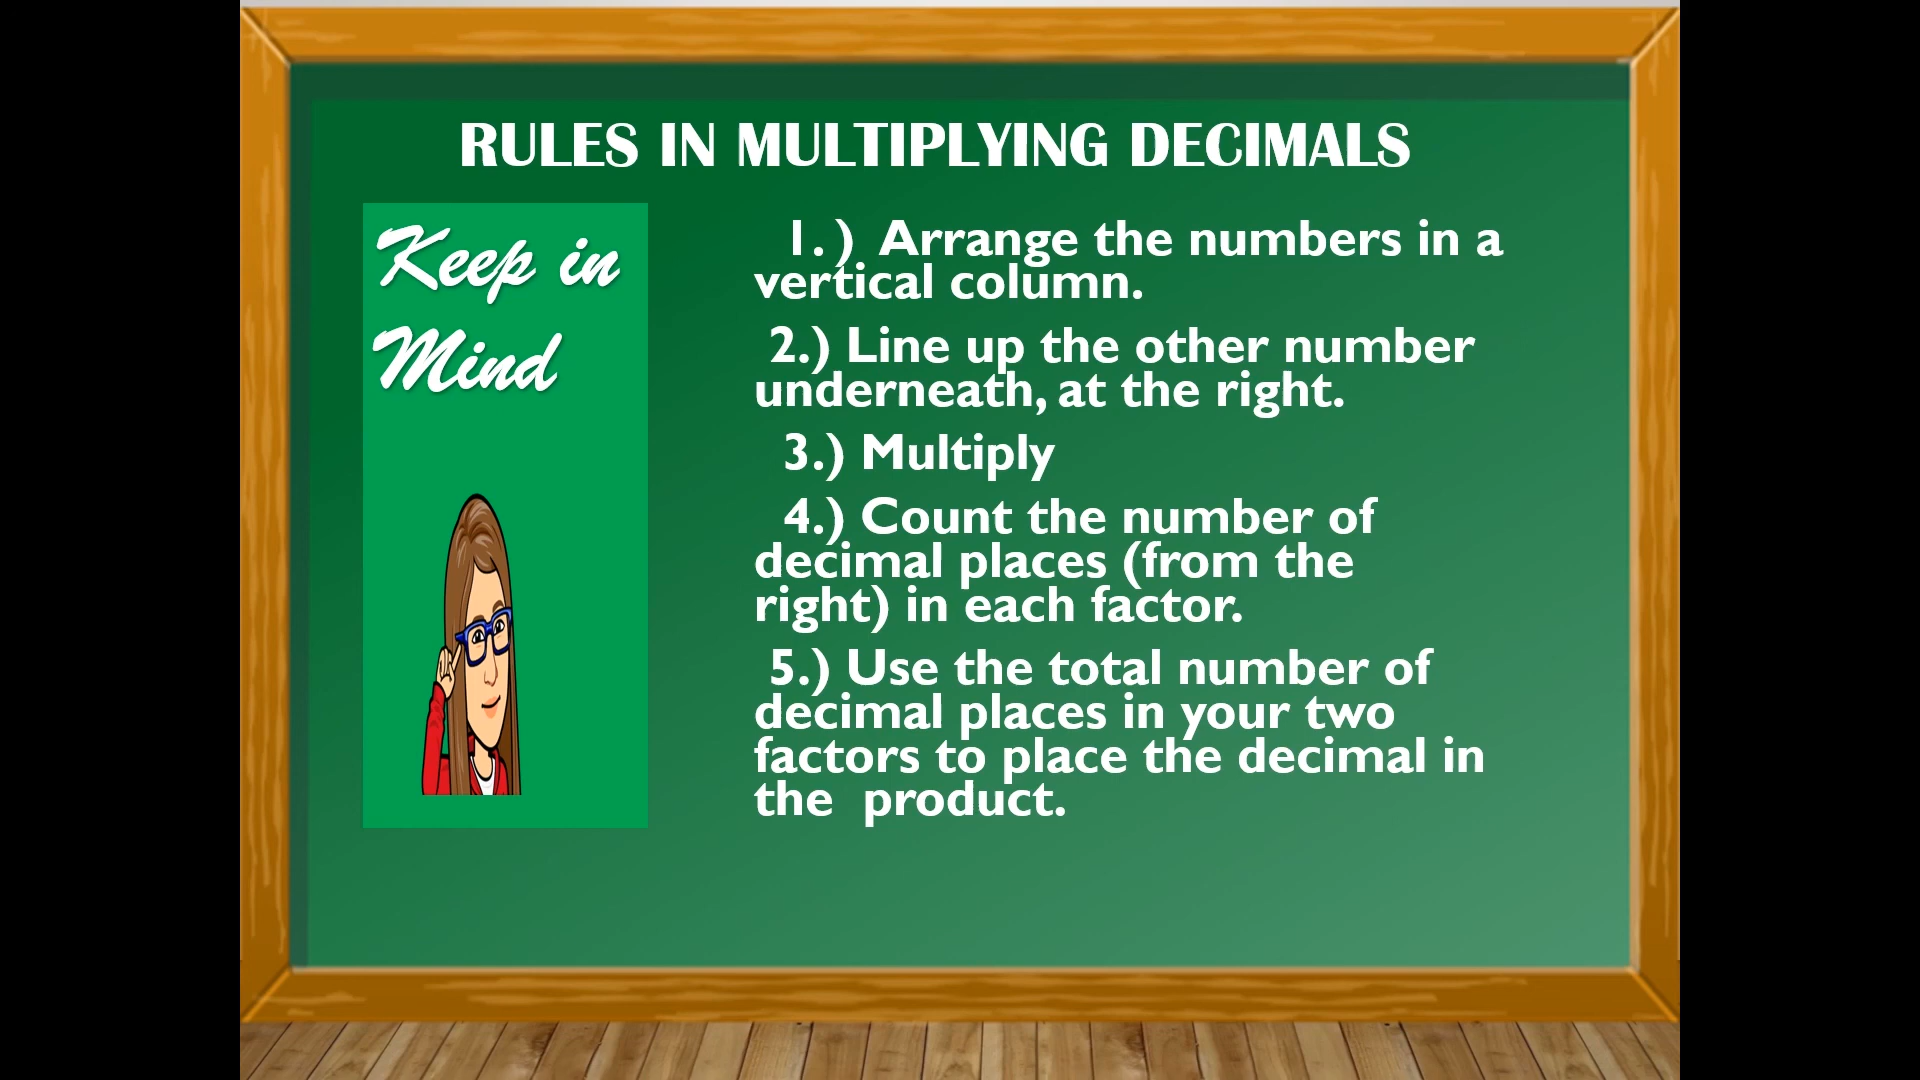 RULES IN MULTIPLYING DECIMALS
Keep in
Mind
1. ) Arrange the numbers in a
vertical column.
2.) Line up the other number
underneath, at the right.
3.) Multiply
4.) Count the number of
decimal places (from the
right) in each factor.
5.) Use the total number of
decimal places in your two
factors to place the decimal in
the  product.